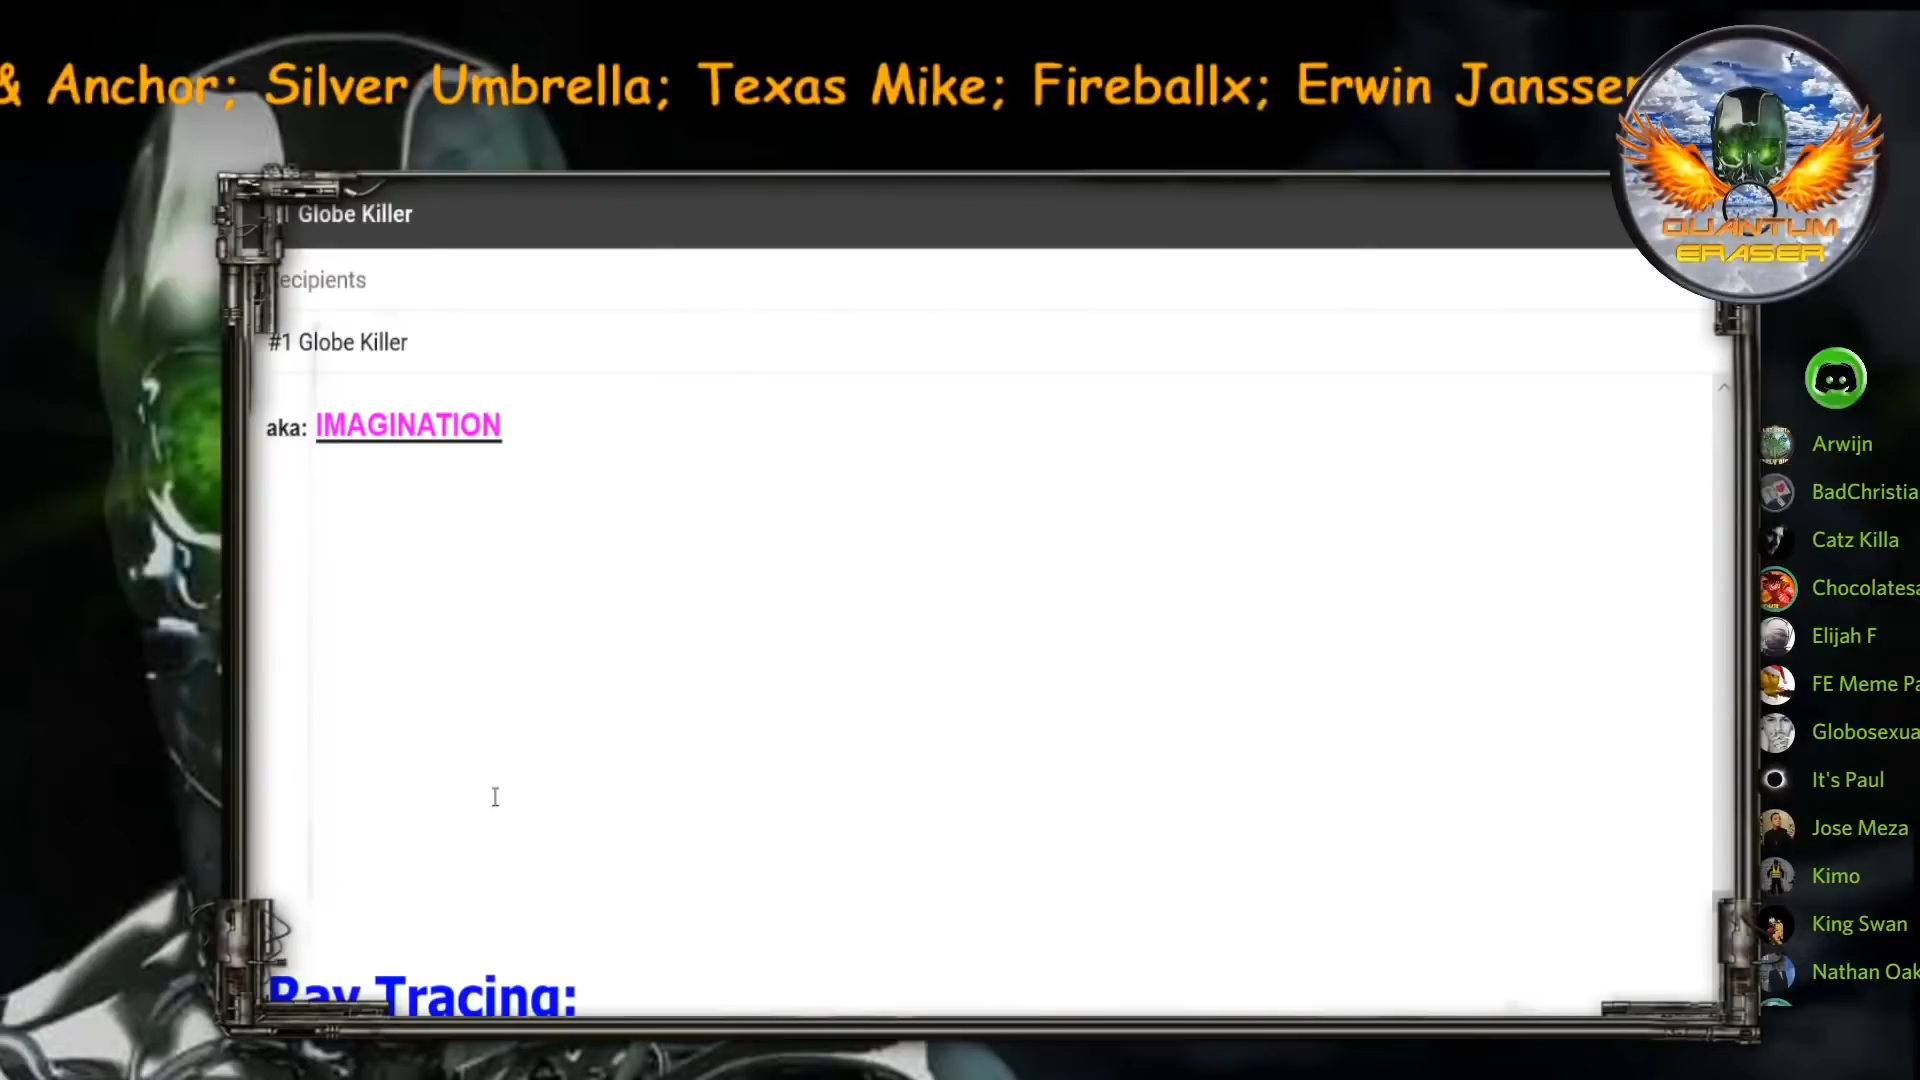 & Anchor; Silver Umbrella; Texas Mike; Fireballx; Erwin Janssen
QUANTUM
ERASER
Globe Killer
ecipients
#1 Globe Killer
aka: IMAGINATION
Ray Tracing:
Arwijn
BadChristia
Catz Killa
Chocolatesa
Elijah F
FE Meme Pa
Globosexua
It's Paul
Jose Meza
Kimo
King Swan
Nathan Oak